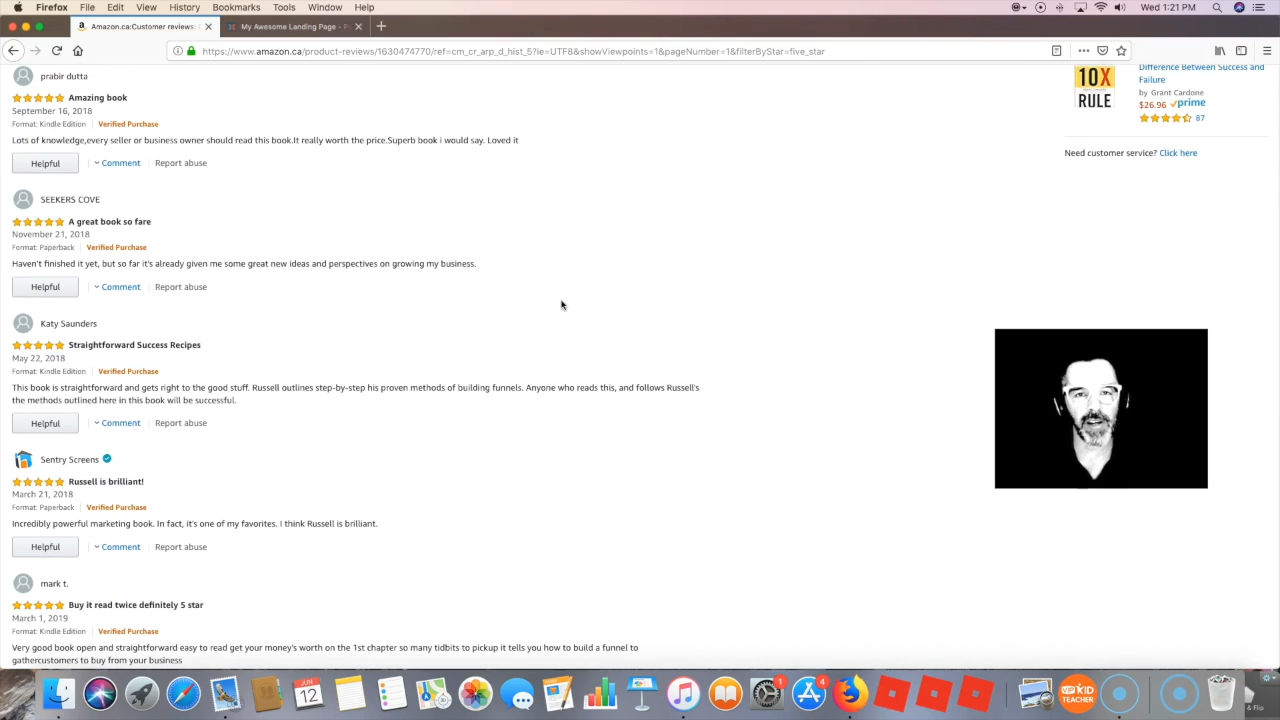 Firefox File Edit View History Bookmarks Tools Window Help
Wed 1:21 PM
Amazon.ca:Customer reviews:
My Awesome Landing Page -
https://www.amazon.ca/product-reviews/1630474770/ref=cm_cr_arp_d_hist_5?ie=UTF8&showViewpoints=1&pageNumber=1&filterByStar=five_star
prabir dutta
Amazing book
September 16, 2018
Format: Kindle Edition Verified Purchase
Lots of knowledge,every seller or business owner should read this book.It really worth the price.Superb book i would say. Loved it
Helpful Comment Report abuse
SEEKERS COVE
A great book so fare
November 21, 2018
Format: Paperback Verified Purchase
Haven't finished it yet, but so far it's already given me some great new ideas and perspectives on growing my business.
Helpful Comment Report abuse
Katy Saunders
Straightforward Success Recipes
May 22, 2018
Format: Kindle Edition Verified Purchase
This book is straightforward and gets right to the good stuff. Russell outlines step-by-step his proven methods of building funnels. Anyone who reads this, and follows Russell's
the methods outlined here in this book will be successful.
Helpful Comment Report abuse
Sentry Screens
Russell is brilliant!
March 21, 2018
Format: Paperback Verified Purchase
Incredibly powerful marketing book. In fact, it's one of my favorites. I think Russell is brilliant.
Helpful Comment Report abuse
mark t.
Buy it read twice definitely 5 star
March 1, 2019
Format: Kindle Edition Verified Purchase
Very good book open and straightforward easy to read get your money's worth on the 1st chapter so many tidbits to pickup it tells you how to build a funnel to
gathercustomers to buy from your business
10X
RULE
Difference Between Success and
Failure
by Grant Cardone
$26.96 prime
87
Need customer service? Click here
JUN
12
1
4
VIPKID
TEACHER
& Flip